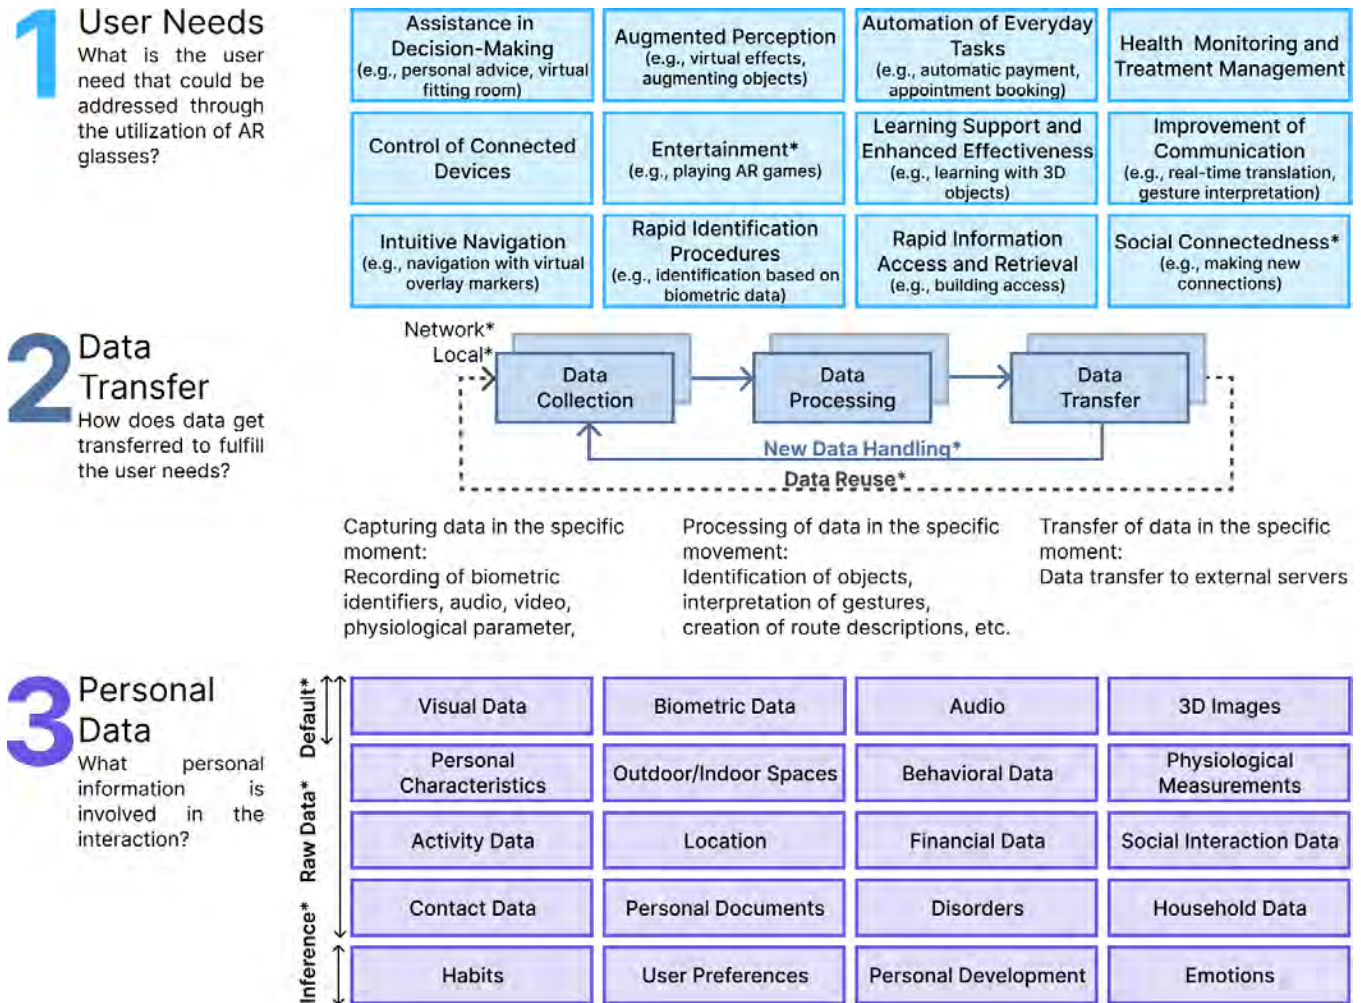 1
User Needs
What is the user
need that could be
addressed through
the utilization of AR
glasses?
Assistance in
Decision-Making
(e.g., personal advice, virtual
fitting room)
Augmented Perception
(e.g., virtual effects,
augmenting objects)
Automation of Everyday
Tasks
(e.g., automatic payment,
appointment booking)
Health Monitoring and
Treatment Management
Control of Connected
Devices
Entertainment*
(e.g., playing AR games)
Learning Support and
Enhanced Effectiveness
(e.g., learning with 3D
objects)
Improvement of
Communication
(e.g., real-time translation,
gesture interpretation)
Intuitive Navigation
(e.g., navigation with virtual
overlay markers)
Rapid Identification
Procedures
(e.g., identification based on
biometric data)
Rapid Information
Access and Retrieval
(e.g., building access)
Social Connectedness*
(e.g., making new
connections)
2
Data
Transfer
How does data get
transferred to fulfill
the user needs?
Network*
Local*
Data
Collection
Data
Processing
Data
Transfer
New Data Handling*
Data Reuse*
Capturing data in the specific
moment:
Recording of biometric
identifiers, audio, video,
physiological parameter,
Processing of data in the specific
movement:
Identification of objects,
interpretation of gestures,
creation of route descriptions, etc.
Transfer of data in the specific
moment:
Data transfer to external servers
3
Personal
Data
What personal
information is
involved in the
interaction?
Default*
Raw Data*
Inference*
Visual Data
Biometric Data
Audio
3D Images
Personal
Characteristics
Outdoor/Indoor Spaces
Behavioral Data
Physiological
Measurements
Activity Data
Location
Financial Data
Social Interaction Data
Contact Data
Personal Documents
Disorders
Household Data
Habits
User Preferences
Personal Development
Emotions